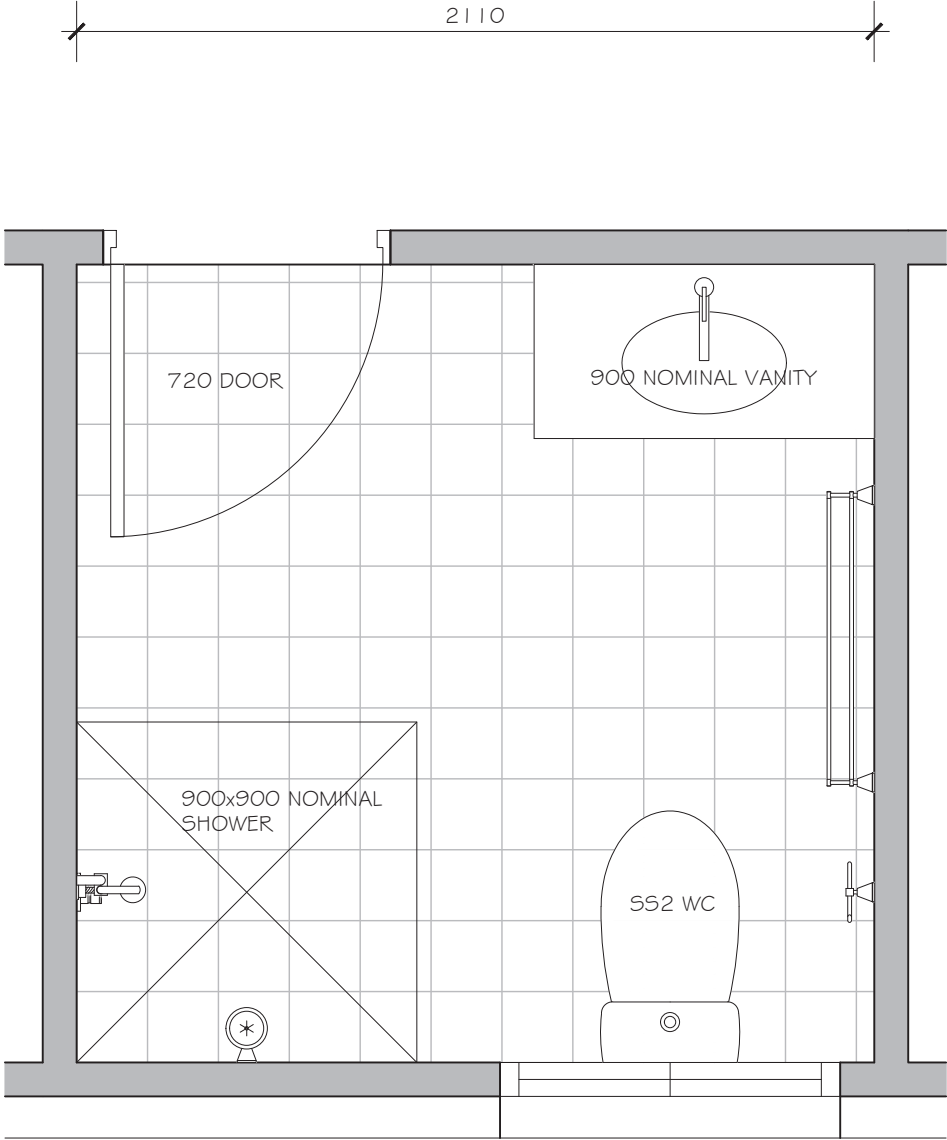 2110
720 DOOR
900 NOMINAL VANITY
900x900 NOMINAL
SHOWER
SS2 WC